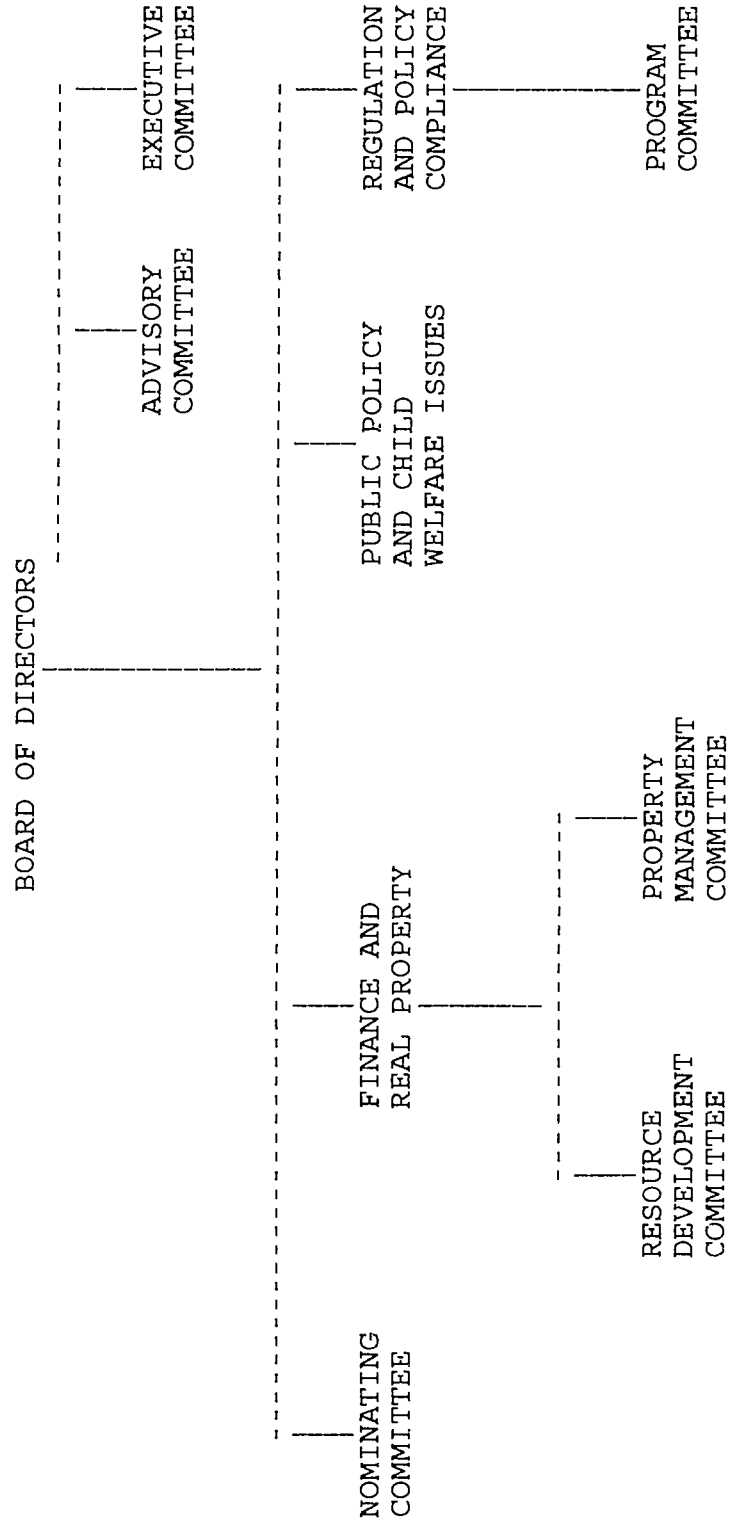 BOARD OF DIRECTORS
ADVISORY
COMMITTEE
EXECUTIVE
COMMITTEE
NOMINATING
COMMITTEE
FINANCE AND
REAL PROPERTY
PUBLIC POLICY
AND CHILD
WELFARE ISSUES
REGULATION
AND POLICY
COMPLIANCE
RESOURCE
DEVELOPMENT
COMMITTEE
PROPERTY
MANAGEMENT
COMMITTEE
PROGRAM
COMMITTEE